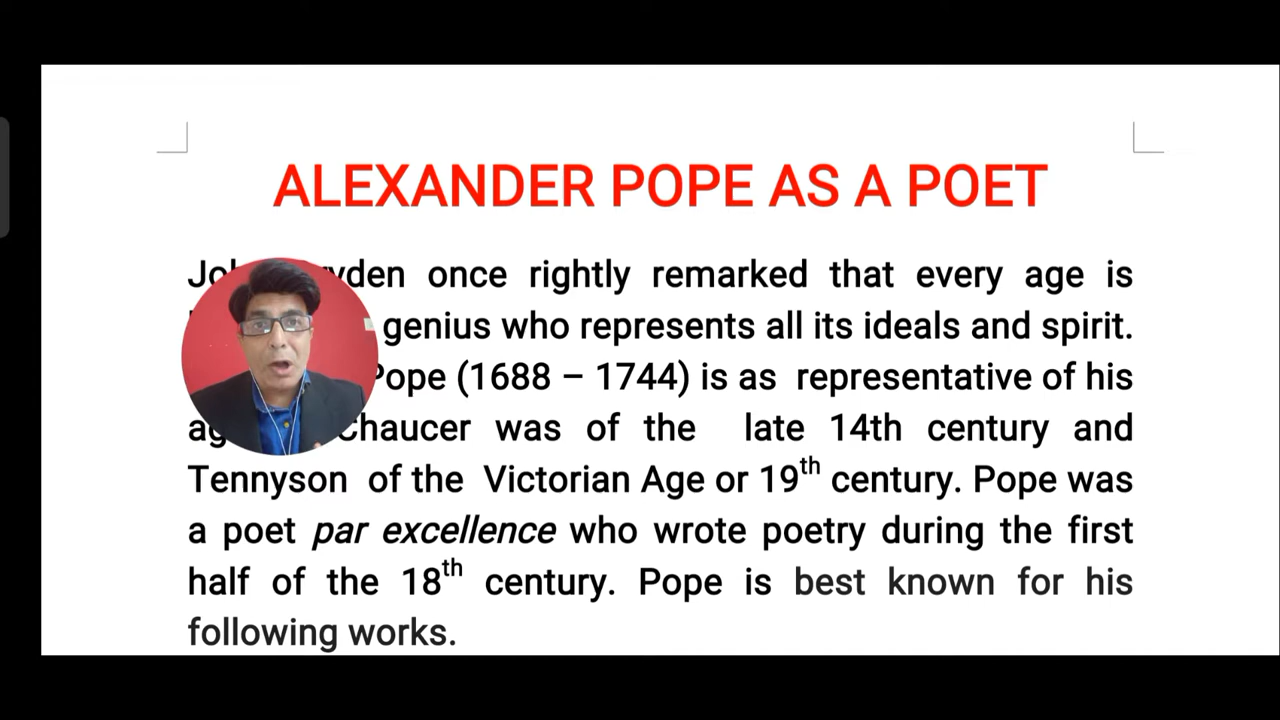 ALEXANDER POPE AS A POET
yden once rightly remarked that every age is
genius who represents all its ideals and spirit.
Pope (1688 – 1744) is as representative of his
Chaucer was of the late 14th century and
Tennyson of the Victorian Age or 19th century. Pope was
a poet par excellence who wrote poetry during the first
half of the 18th century. Pope is best known for his
following works.